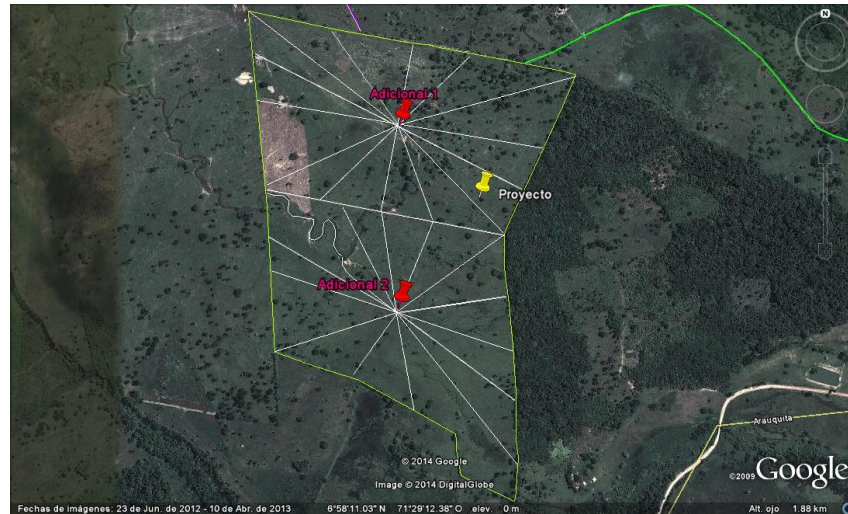 N
Adicional 1
Proyecto
Adicional 2
Arauquita
© 2014 Google
Image © 2014 DigitalGlobe
©2009 Google
Fechas de imágenes: 23 de Jun. de 2012 - 10 de Abr. de 2013 6°58'11.03" N 71°29'12.38" O elev. 0 m Alt. ojo 1.88 km